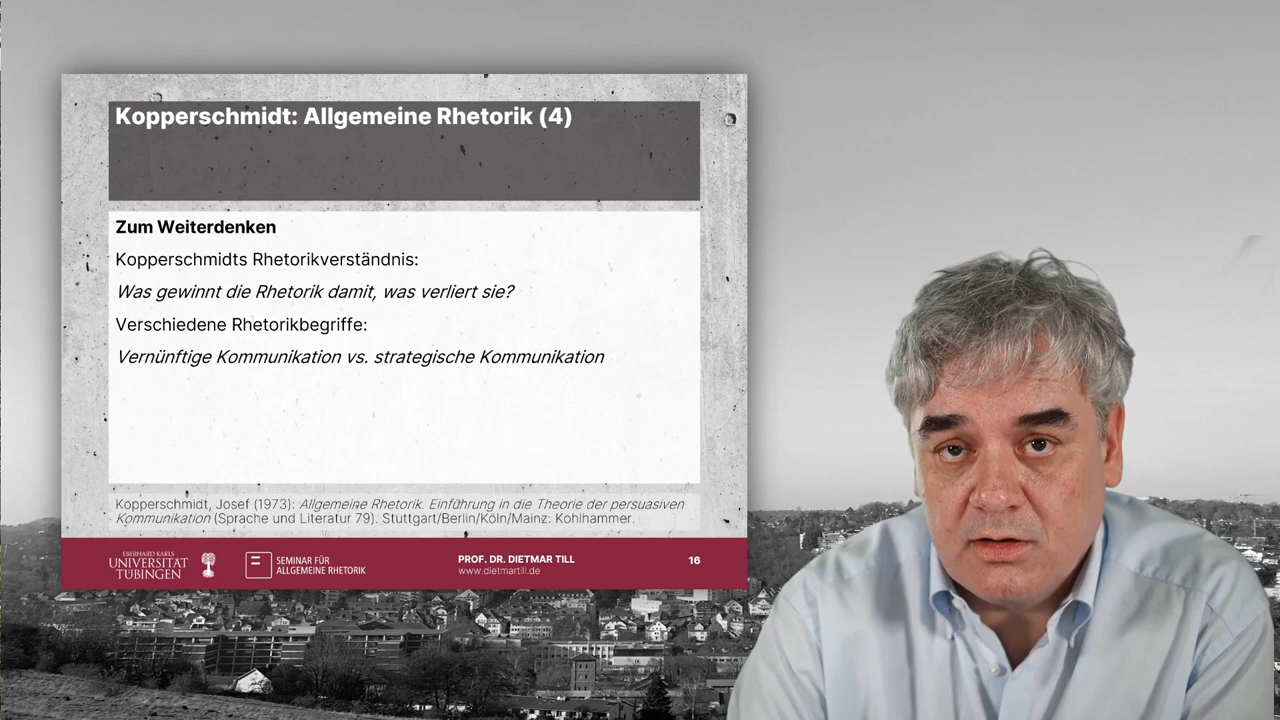 Kopperschmidt: Allgemeine Rhetorik (4)
Zum Weiterdenken
Kopperschmidts Rhetorikverständnis:
Was gewinnt die Rhetorik damit, was verliert sie?
Verschiedene Rhetorikbegriffe:
Vernünftige Kommunikation vs. strategische Kommunikation
Kopperschmidt, Josef (1973): Allgemeine Rhetorik. Einführung in die Theorie der persuasiven
Kommunikation (Sprache und Literatur 79). Stuttgart/Berlin/Köln/Mainz: Kohlhammer.
EBERHARD KARLS
UNIVERSITÄT
TÜBINGEN
SEMINAR FÜR
ALLGEMEINE RHETORIK
PROF. DR. DIETMAR TILL
www.dietmartill.de
16